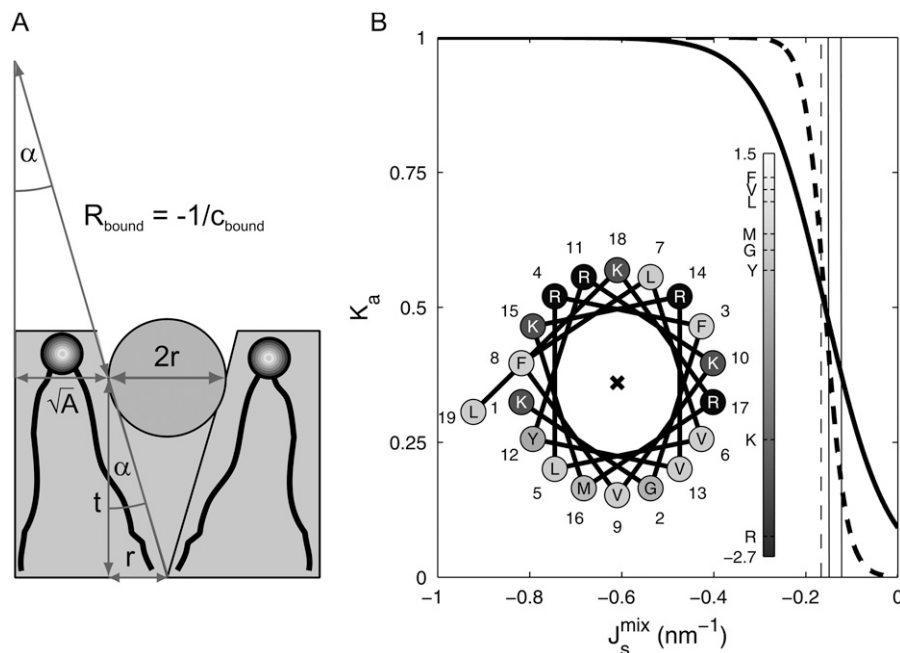 A
α
R_bound = -1/c_bound
2r
√A
α
t
r
B
K_a
1
0.75
0.5
0.25
0
-1
-0.8
-0.6
-0.4
-0.2
0
J_s^mix (nm⁻¹)
1.5
F
V
L
M
G
Y
K
R
-2.7
18 K
7 L
14 R
3 F
10 K
17 R
6 V
13 V
2 G
9 V
16 M
5 L
12 Y
1 K
19 L
8 F
15 K
4 R
11 R